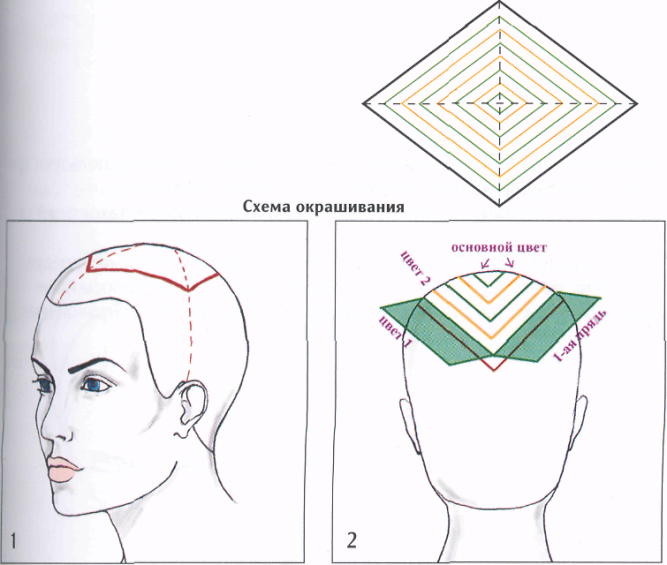 Схема окрашивания
основной цвет
цвет 2
цвет 1
1-ая прядь
1
2